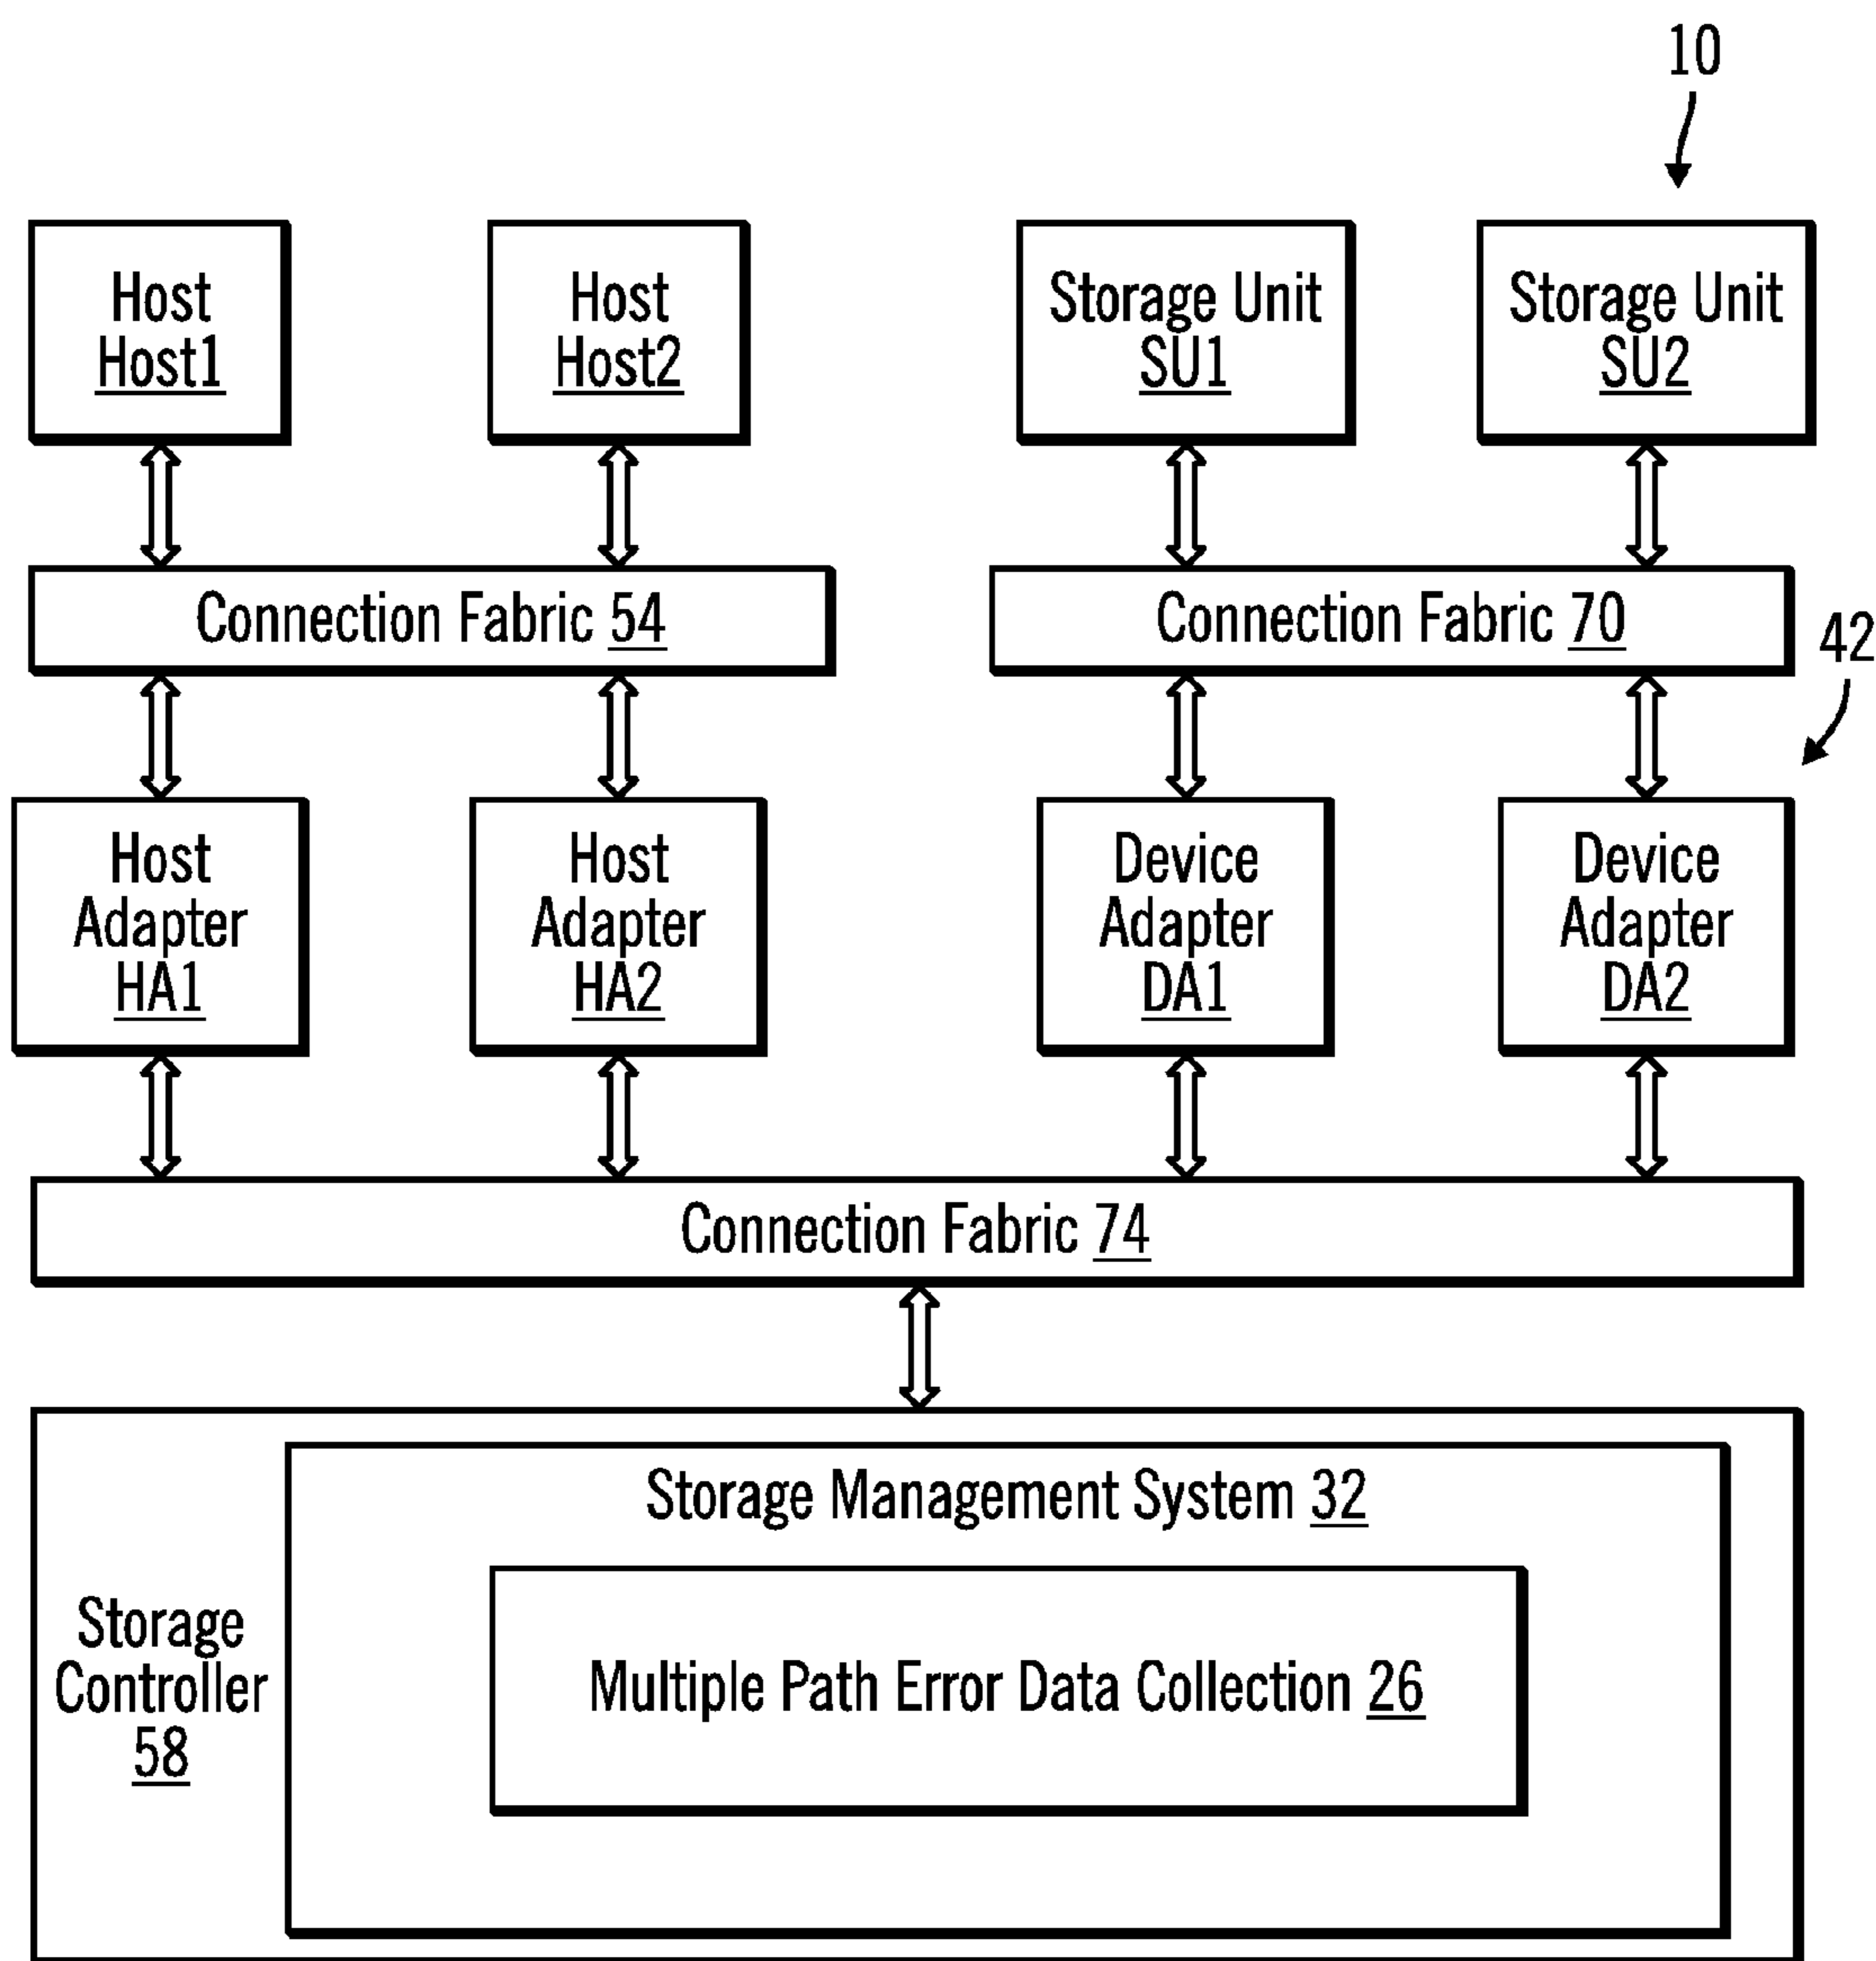 10
Host
Host1
Host
Host2
Storage Unit
SU1
Storage Unit
SU2
Connection Fabric 54
Connection Fabric 70
42
Host
Adapter
HA1
Host
Adapter
HA2
Device
Adapter
DA1
Device
Adapter
DA2
Connection Fabric 74
Storage Management System 32
Storage
Controller
58
Multiple Path Error Data Collection 26